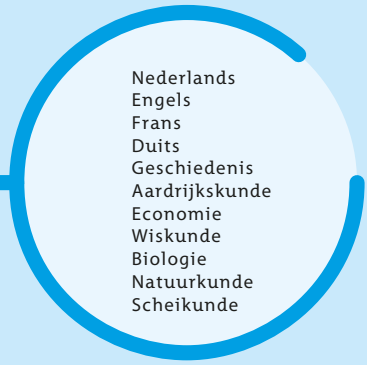 Nederlands
Engels
Frans
Duits
Geschiedenis
Aardrijkskunde
Economie
Wiskunde
Biologie
Natuurkunde
Scheikunde